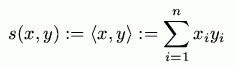 s(x, y) := ⟨x, y⟩ := ∑_{i=1}^{n} x_i y_i